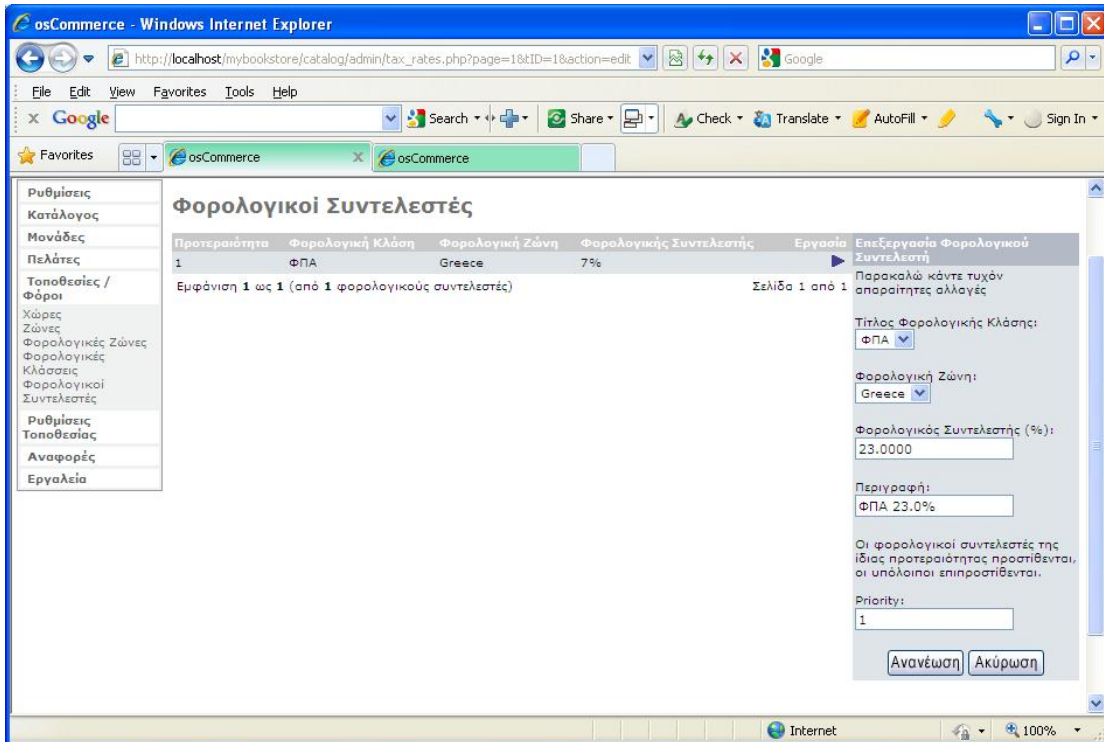 osCommerce - Windows Internet Explorer
http://localhost/mybookstore/catalog/admin/tax_rates.php?page=1&tID=1&action=edit
Google
File Edit View Favorites Tools Help
x Google Search Share Check Translate AutoFill Sign In
Favorites osCommerce x osCommerce
Ρυθμίσεις
Κατάλογος
Μονάδες
Πελάτες
Τοποθεσίες /
Φόροι
Χώρες
Ζώνες
Φορολογικές Ζώνες
Φορολογικές
Κλάσσεις
Φορολογικοί
Συντελεστές
Ρυθμίσεις
Τοποθεσίας
Αναφορές
Εργαλεία
Φορολογικοί Συντελεστές
Προτεραιότητα Φορολογική Κλάση Φορολογική Ζώνη Φορολογικής Συντελεστής Εργασία
1 ΦΠΑ Greece 7%
Εμφάνιση 1 ως 1 (από 1 φορολογικούς συντελεστές) Σελίδα 1 από 1
Επεξεργασία Φορολογικού
Συντελεστή
Παρακαλώ κάντε τυχόν
απαραίτητες αλλαγές
Τίτλος Φορολογικής Κλάσης:
ΦΠΑ
Φορολογική Ζώνη:
Greece
Φορολογικός Συντελεστής (%):
23.0000
Περιγραφή:
ΦΠΑ 23.0%
Οι φορολογικοί συντελεστές της
ίδιας προτεραιότητας προστίθενται,
οι υπόλοιποι επιπροστίθενται.
Priority:
1
Ανανέωση Ακύρωση
Internet 100%